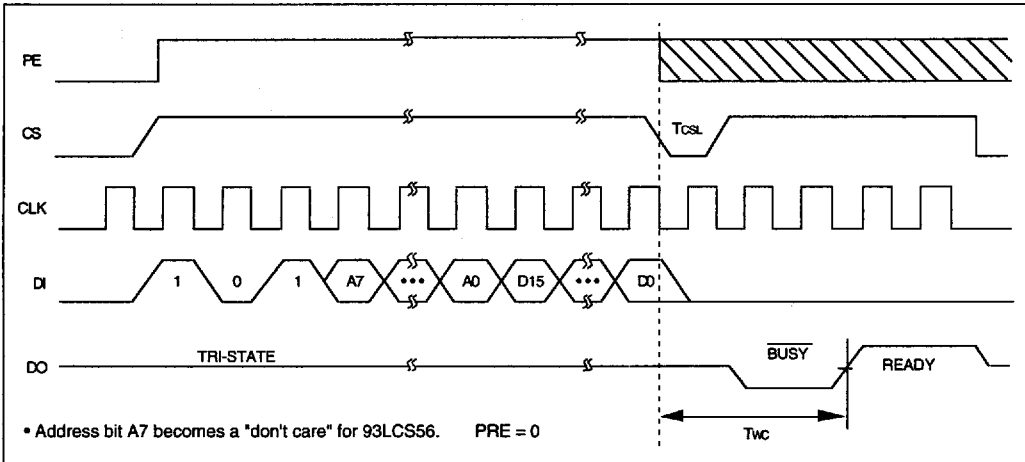 PE
CS
TCSL
CLK
DI
1 0 1 A7 ••• A0 D15 ••• D0
DO
TRI-STATE
BUSY
READY
TWC
• Address bit A7 becomes a "don't care" for 93LCS56. PRE = 0